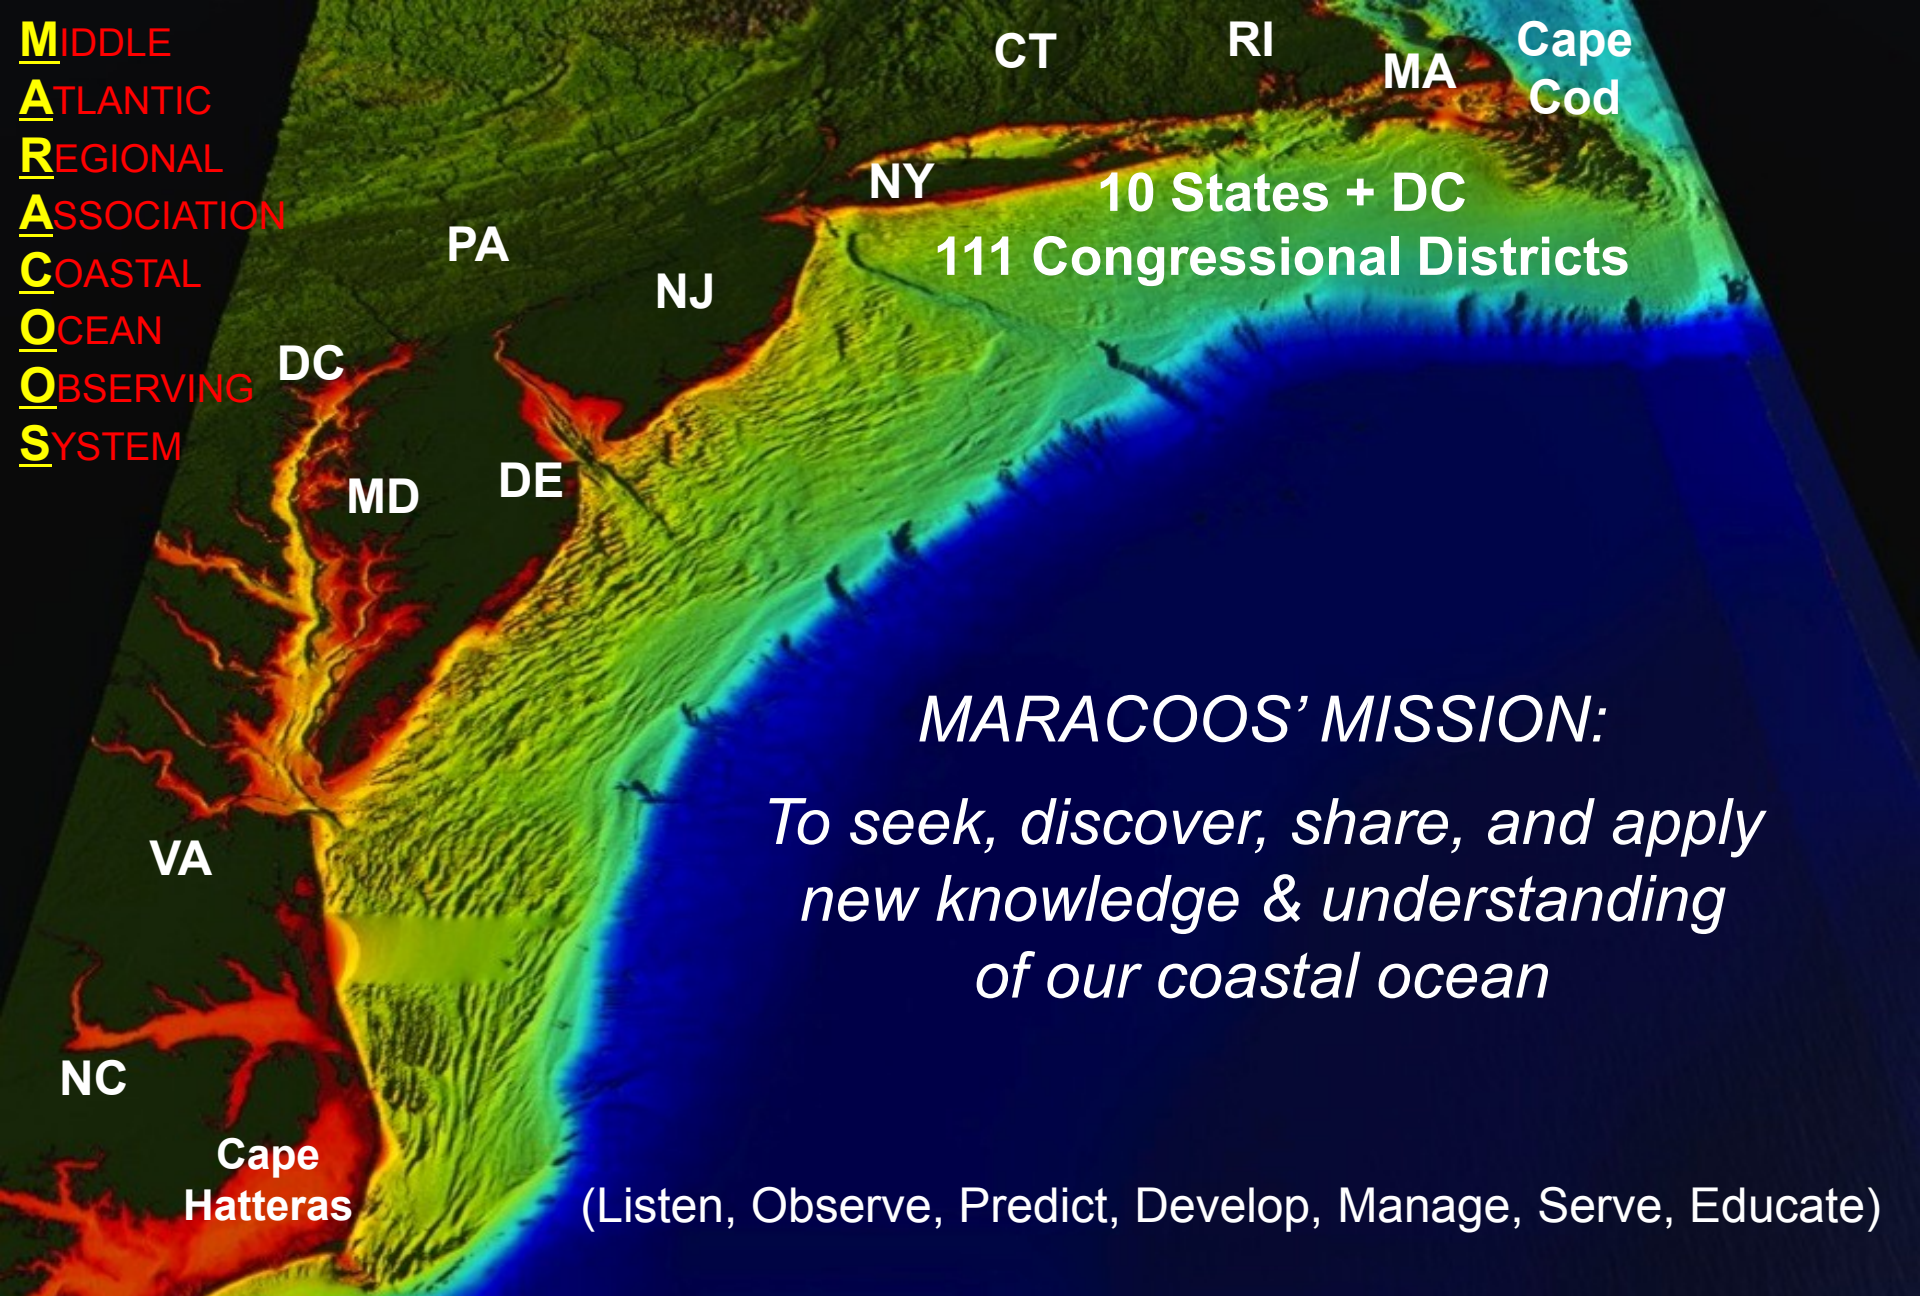 MIDDLE
ATLANTIC
REGIONAL
ASSOCIATION
COASTAL
OCEAN
OBSERVING
SYSTEM
CT
RI
MA
Cape
Cod
NY
10 States + DC
111 Congressional Districts
PA
NJ
DC
MD
DE
VA
NC
Cape
Hatteras
MARACOOS’ MISSION:
To seek, discover, share, and apply
new knowledge & understanding
of our coastal ocean
(Listen, Observe, Predict, Develop, Manage, Serve, Educate)